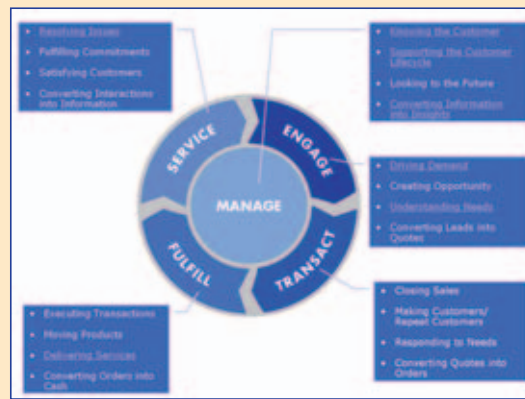 Resolving Issues
Fulfilling Commitments
Satisfying Customers
Converting Interactions
into Information
Knowing the Customer
Supporting the Customer
Lifecycle
Looking to the Future
Converting Information
into Insights
SERVICE
ENGAGE
MANAGE
FULFILL
TRANSACT
Driving Demand
Creating Opportunity
Understanding Needs
Converting Leads into
Quotes
Executing Transactions
Moving Products
Delivering Services
Converting Orders into
Cash
Closing Sales
Making Customers/
Repeat Customers
Responding to Needs
Converting Quotes into
Orders